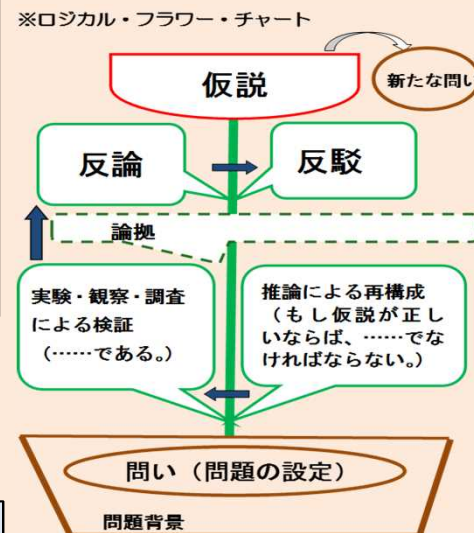 ※ロジカル・フラワー・チャート
仮説
新たな問い
反論
反駁
論拠
実験・観察・調査
による検証
(……である。)
推論による再構成
(もし仮説が正し
いならば、……でな
ければならない。)
問い（問題の設定）
問題背景